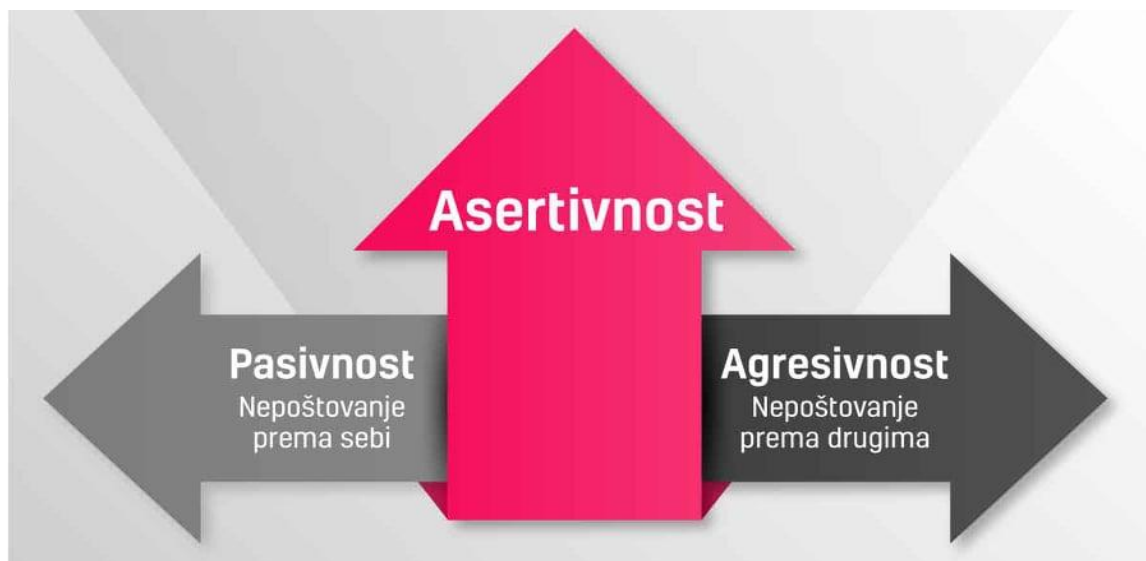 Asertivnost
Pasivnost
Nepoštovanje
prema sebi
Agresivnost
Nepoštovanje
prema drugima